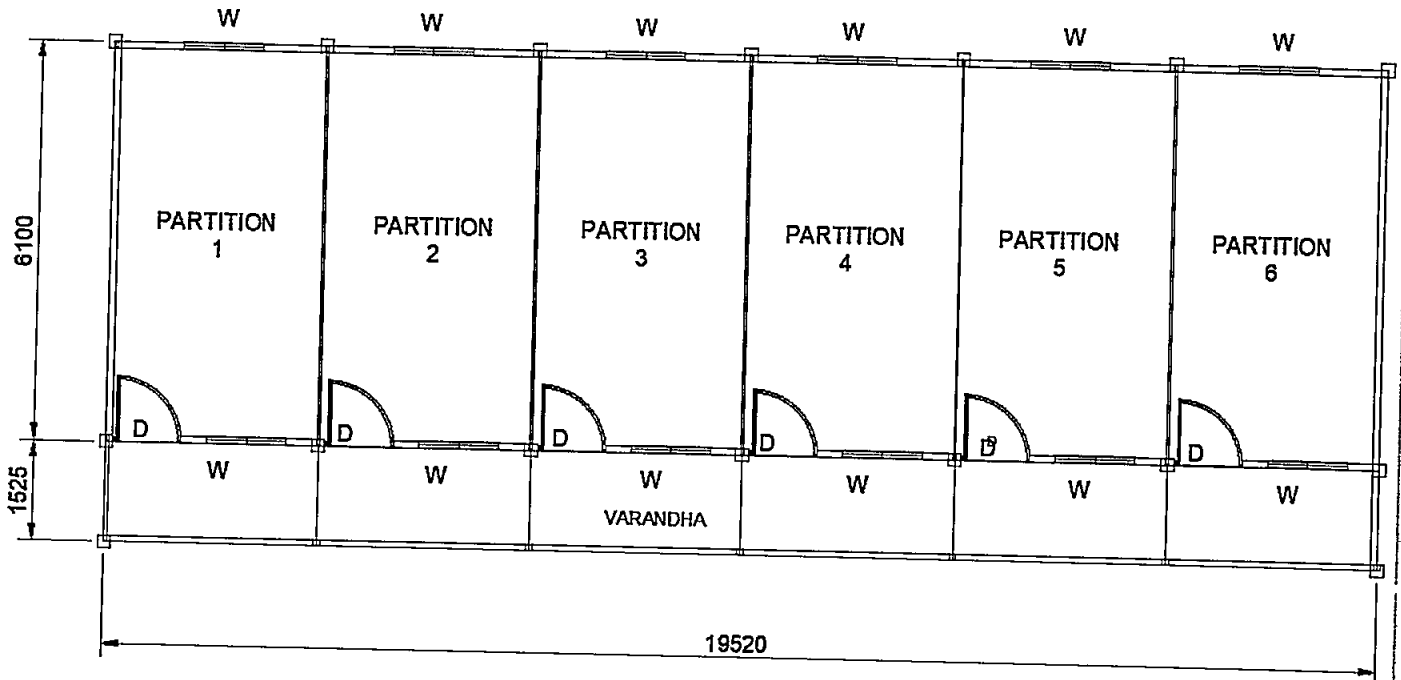 W W W W W W
6100
PARTITION
1
PARTITION
2
PARTITION
3
PARTITION
4
PARTITION
5
PARTITION
6
D D D D D D
W W W W W W
1525
VARANDHA
19520